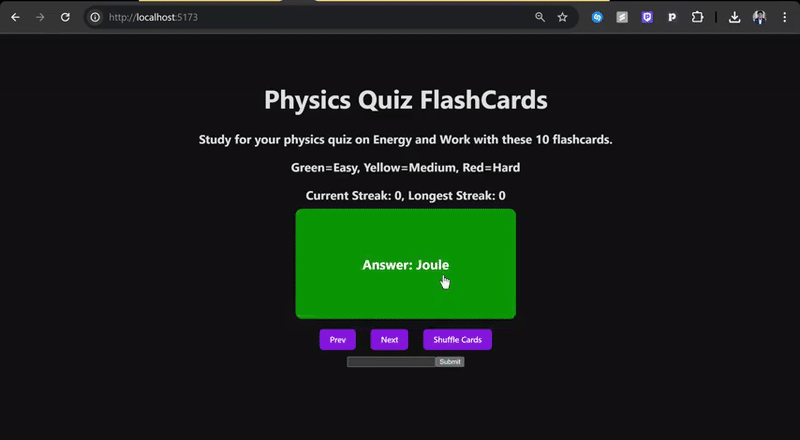 http://localhost:5173
Physics Quiz FlashCards
Study for your physics quiz on Energy and Work with these 10 flashcards.
Green=Easy, Yellow=Medium, Red=Hard
Current Streak: 0, Longest Streak: 0
Answer: Joule
Prev Next Shuffle Cards
Submit